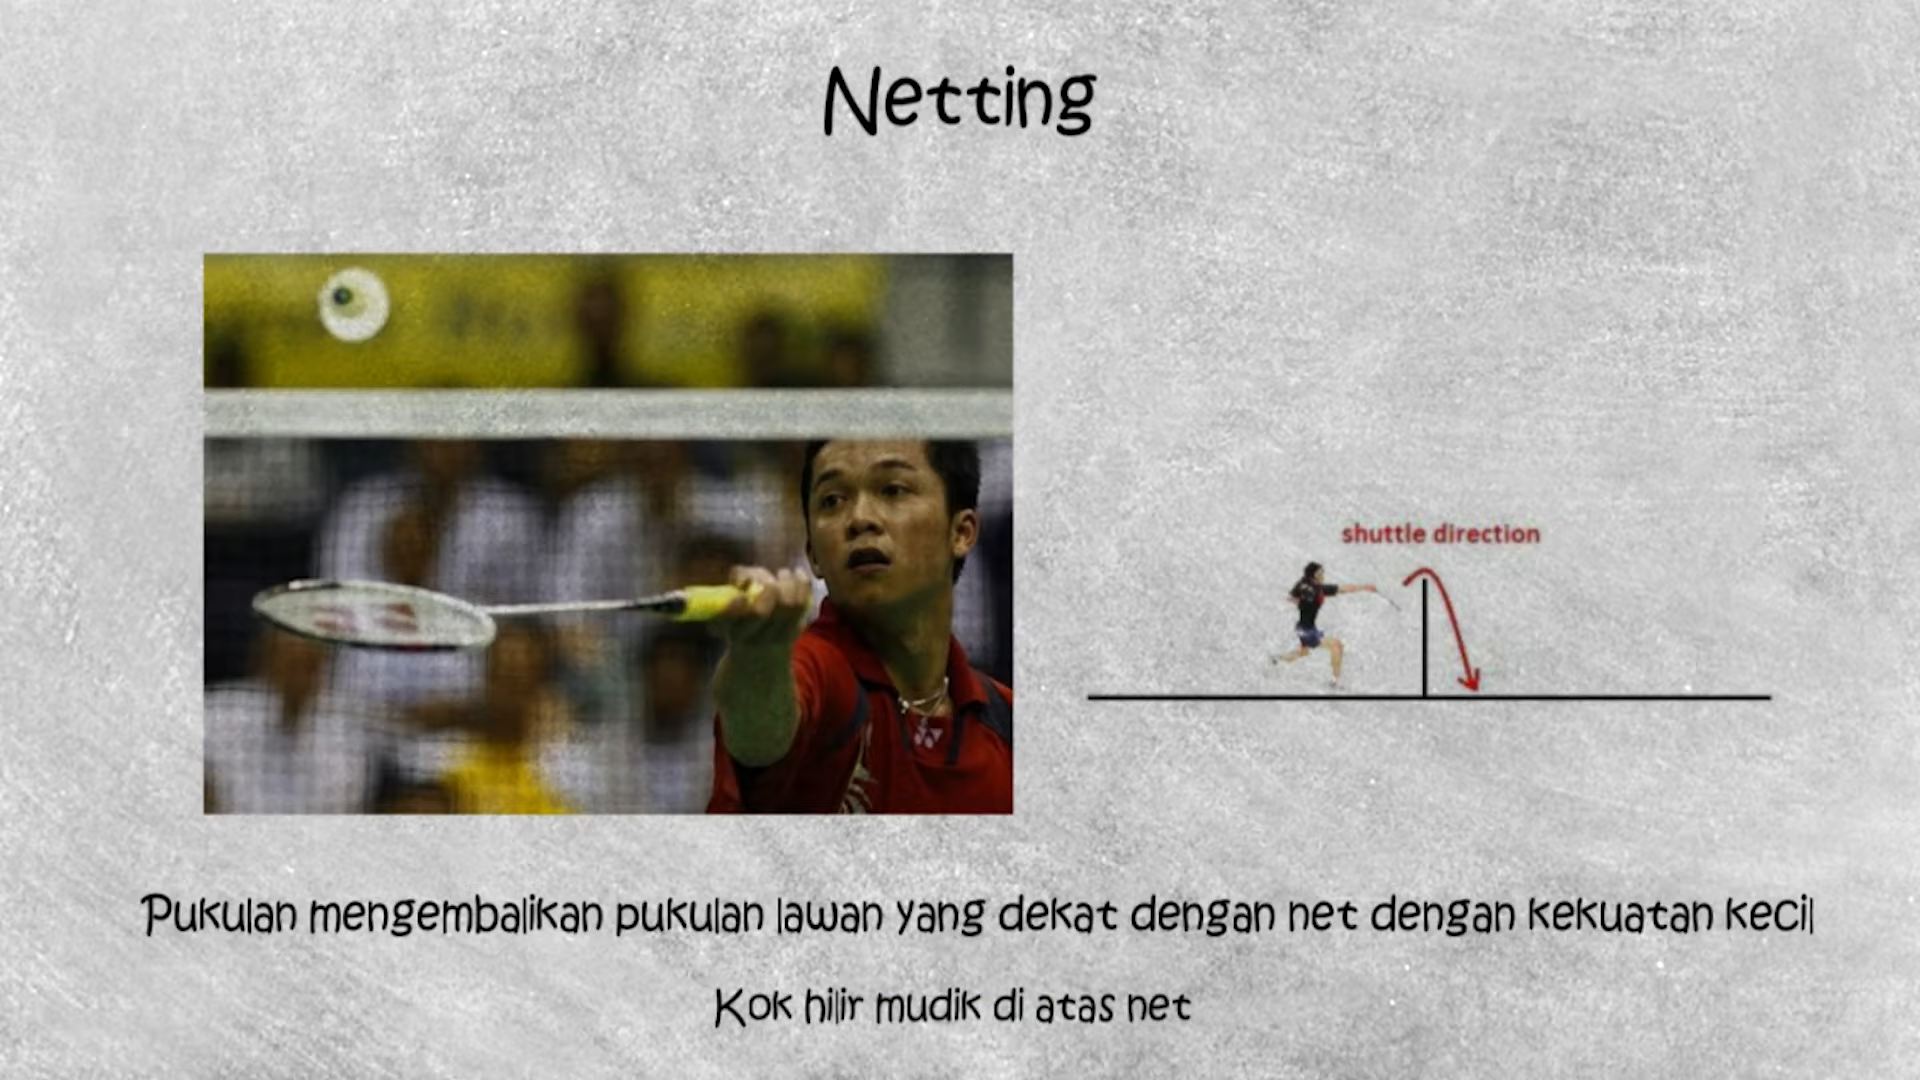 Netting
shuttle direction
Pukulan mengembalikan pukulan lawan yang dekat dengan net dengan kekuatan kecil
Kok hilir mudik di atas net